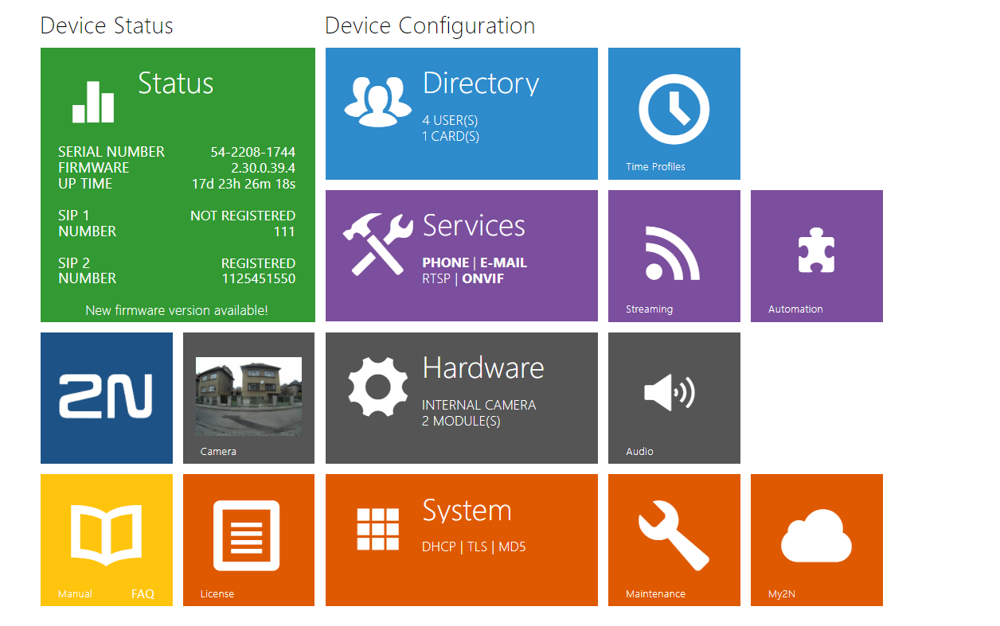 Device Status
Device Configuration
Status
SERIAL NUMBER 54-2208-1744
FIRMWARE 2.30.0.39.4
UP TIME 17d 23h 26m 18s
SIP 1 NOT REGISTERED
NUMBER 111
SIP 2 REGISTERED
NUMBER 1125451550
New firmware version available!
Directory
4 USER(S)
1 CARD(S)
Time Profiles
Services
PHONE | E-MAIL
RTSP | ONVIF
Streaming
Automation
2N
Camera
Hardware
INTERNAL CAMERA
2 MODULE(S)
Audio
Manual FAQ
License
System
DHCP | TLS | MD5
Maintenance
My2N